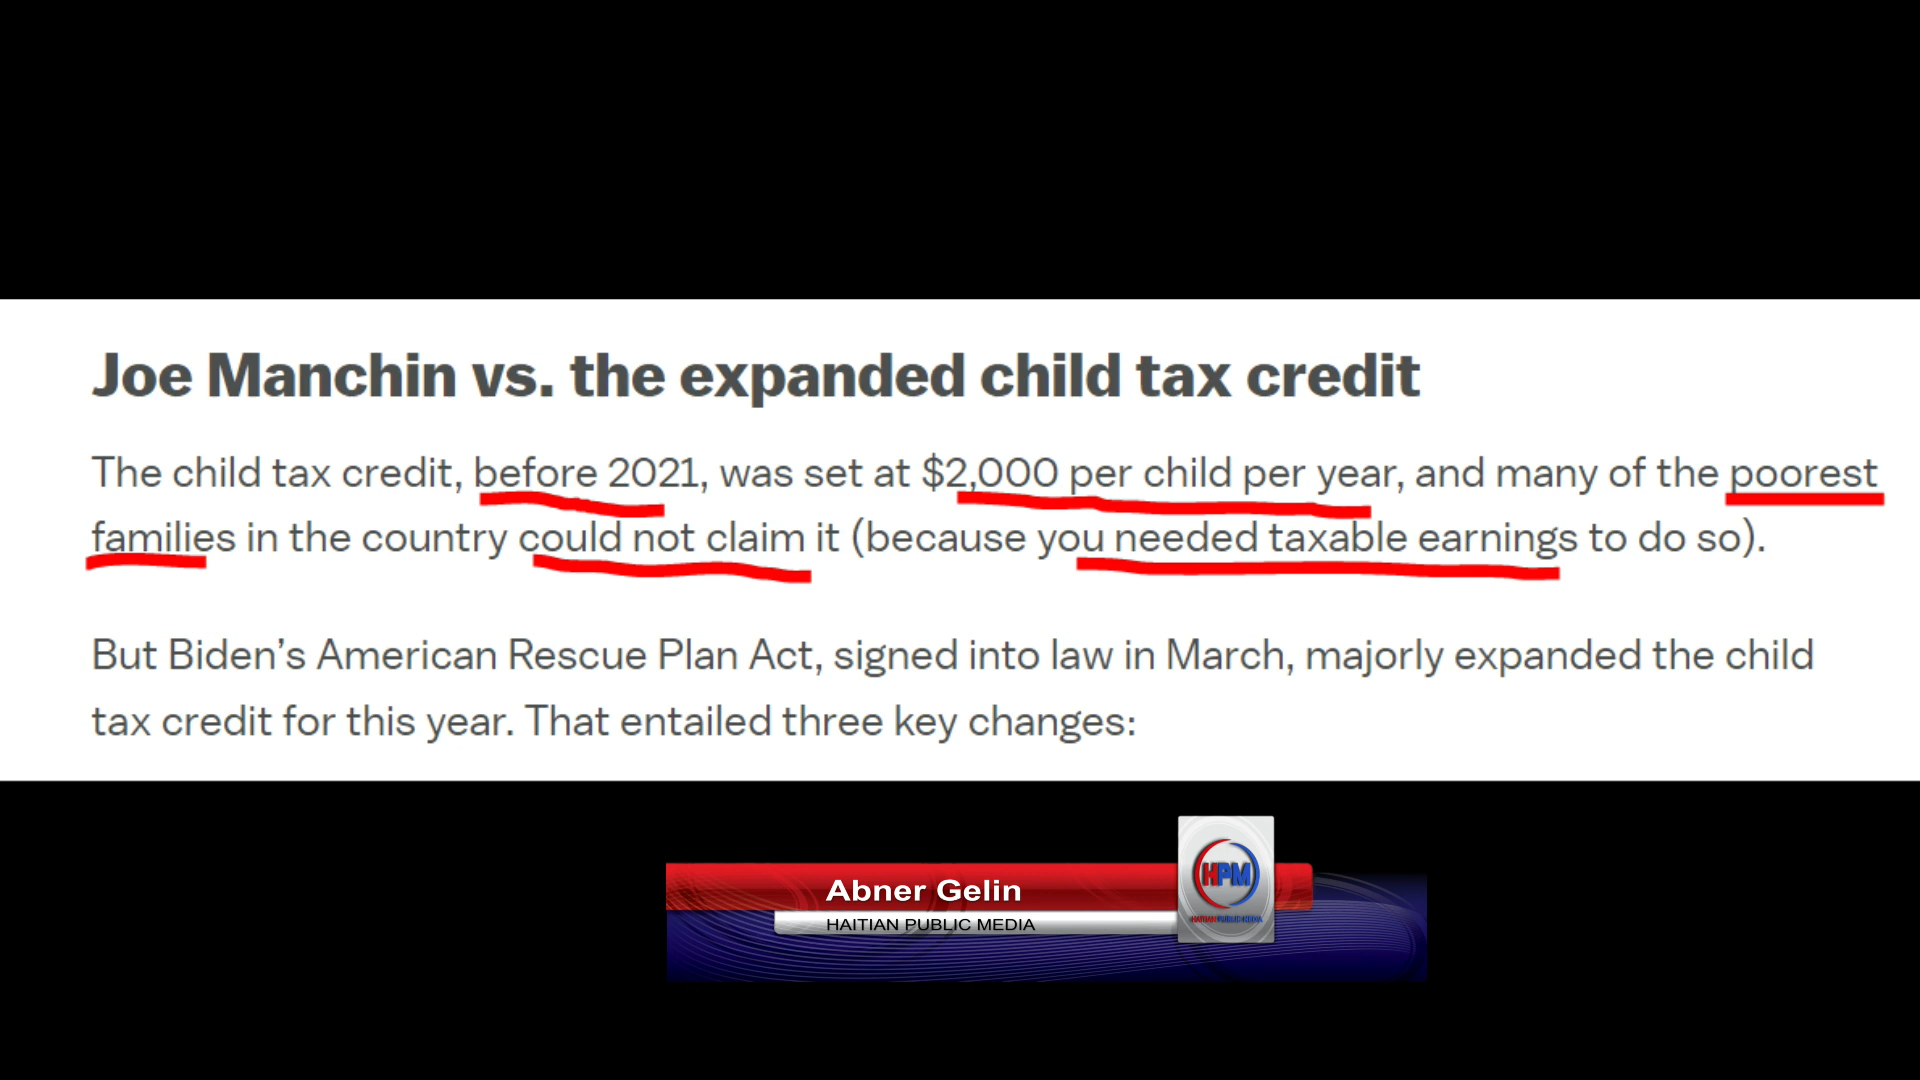 Joe Manchin vs. the expanded child tax credit
The child tax credit, before 2021, was set at $2,000 per child per year, and many of the poorest
families in the country could not claim it (because you needed taxable earnings to do so).
But Biden’s American Rescue Plan Act, signed into law in March, majorly expanded the child
tax credit for this year. That entailed three key changes:
Abner Gelin
HAITIAN PUBLIC MEDIA
HPM
HAITIAN PUBLIC MEDIA